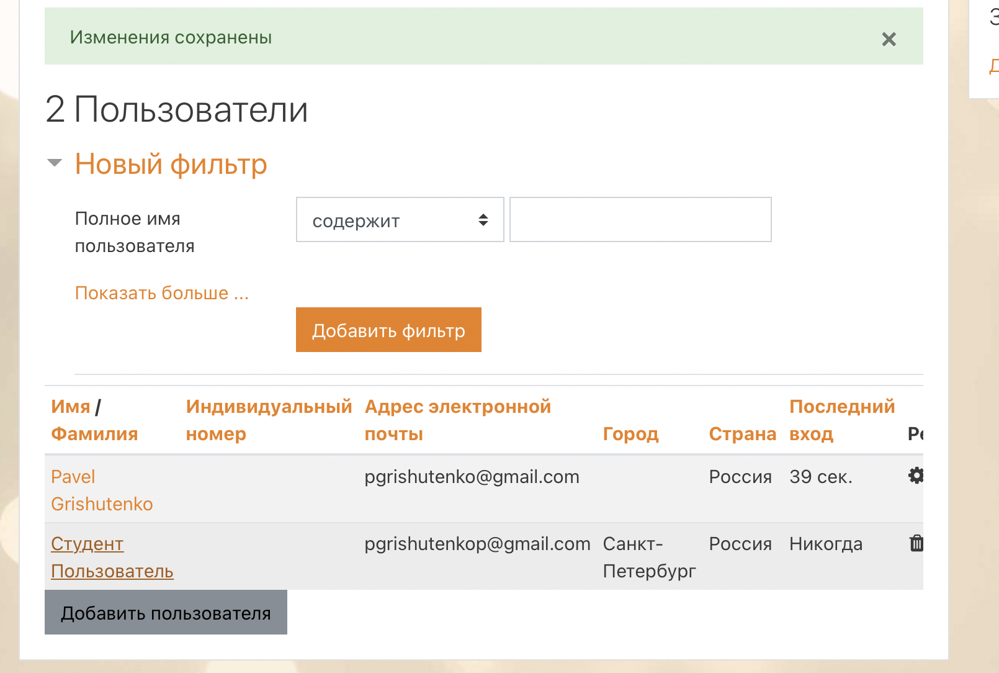 Изменения сохранены
2 Пользователи
Новый фильтр
Полное имя
пользователя
содержит
Показать больше ...
Добавить фильтр
Имя / Фамилия
Индивидуальный номер
Адрес электронной почты
Город
Страна
Последний вход
Pavel Grishutenko
pgrishutenko@gmail.com
Россия
39 сек.
Студент Пользователь
pgrishutenkop@gmail.com
Санкт-Петербург
Россия
Никогда
Добавить пользователя